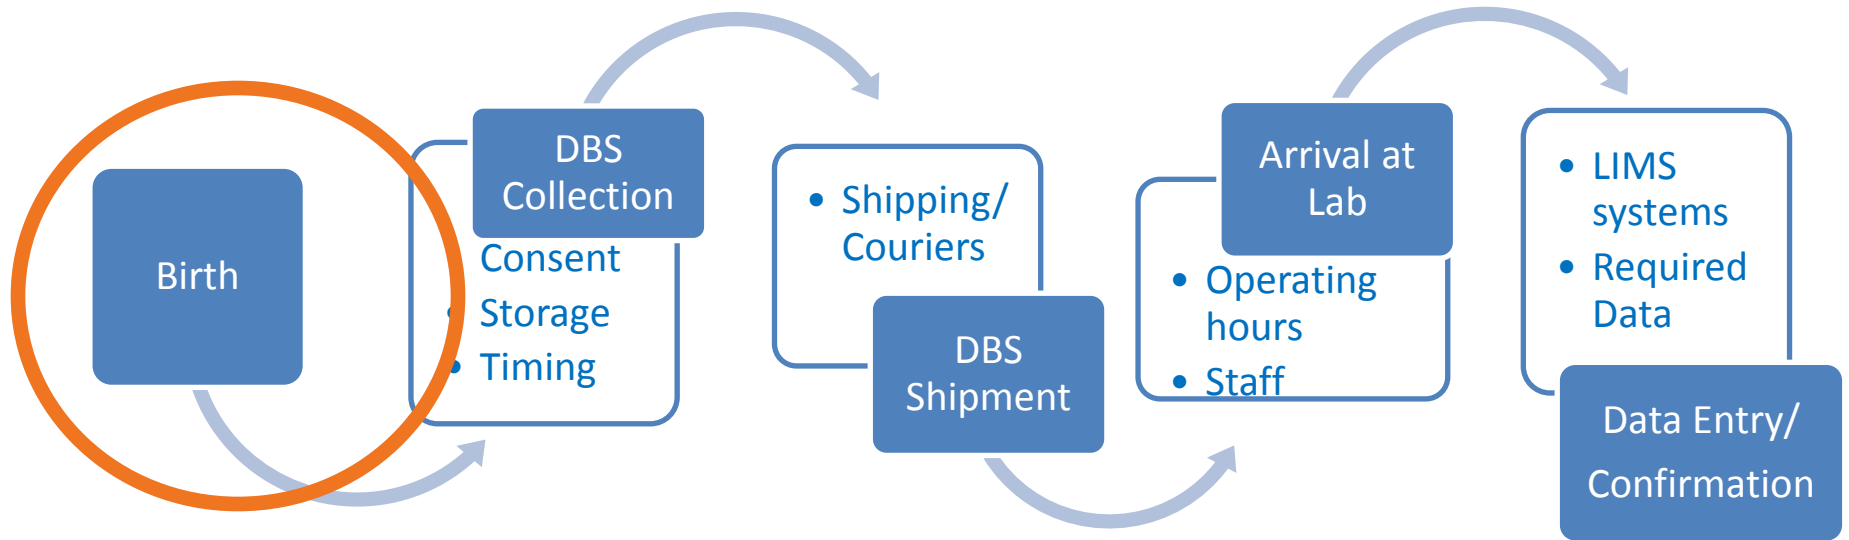 Birth
DBS
Collection
Consent
• Storage
• Timing
• Shipping/
Couriers
DBS
Shipment
Arrival at
Lab
• Operating
hours
• Staff
• LIMS
systems
• Required
Data
Data Entry/
Confirmation